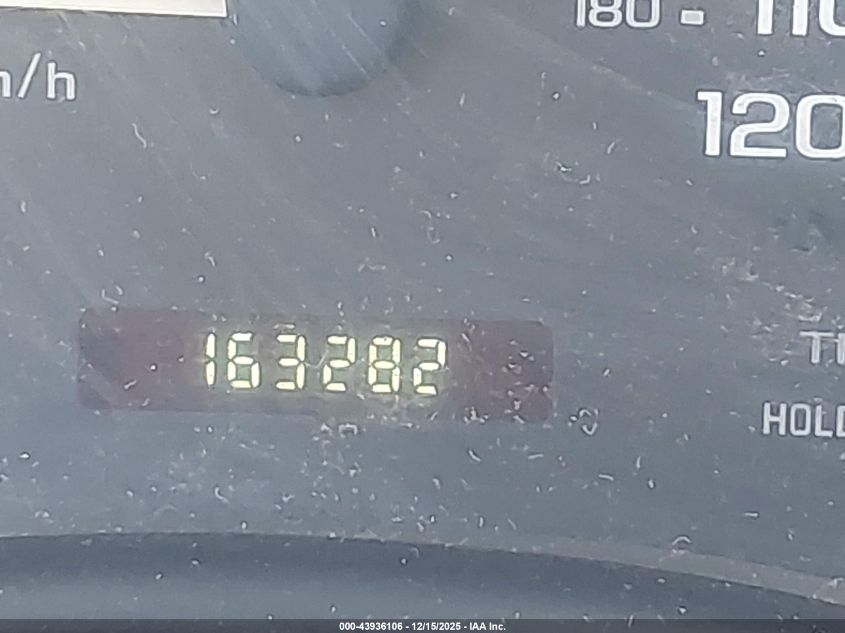 180 - 110
h/h
120
163282
HOLD
000-43936106 - 12/15/2025 - IAA Inc.